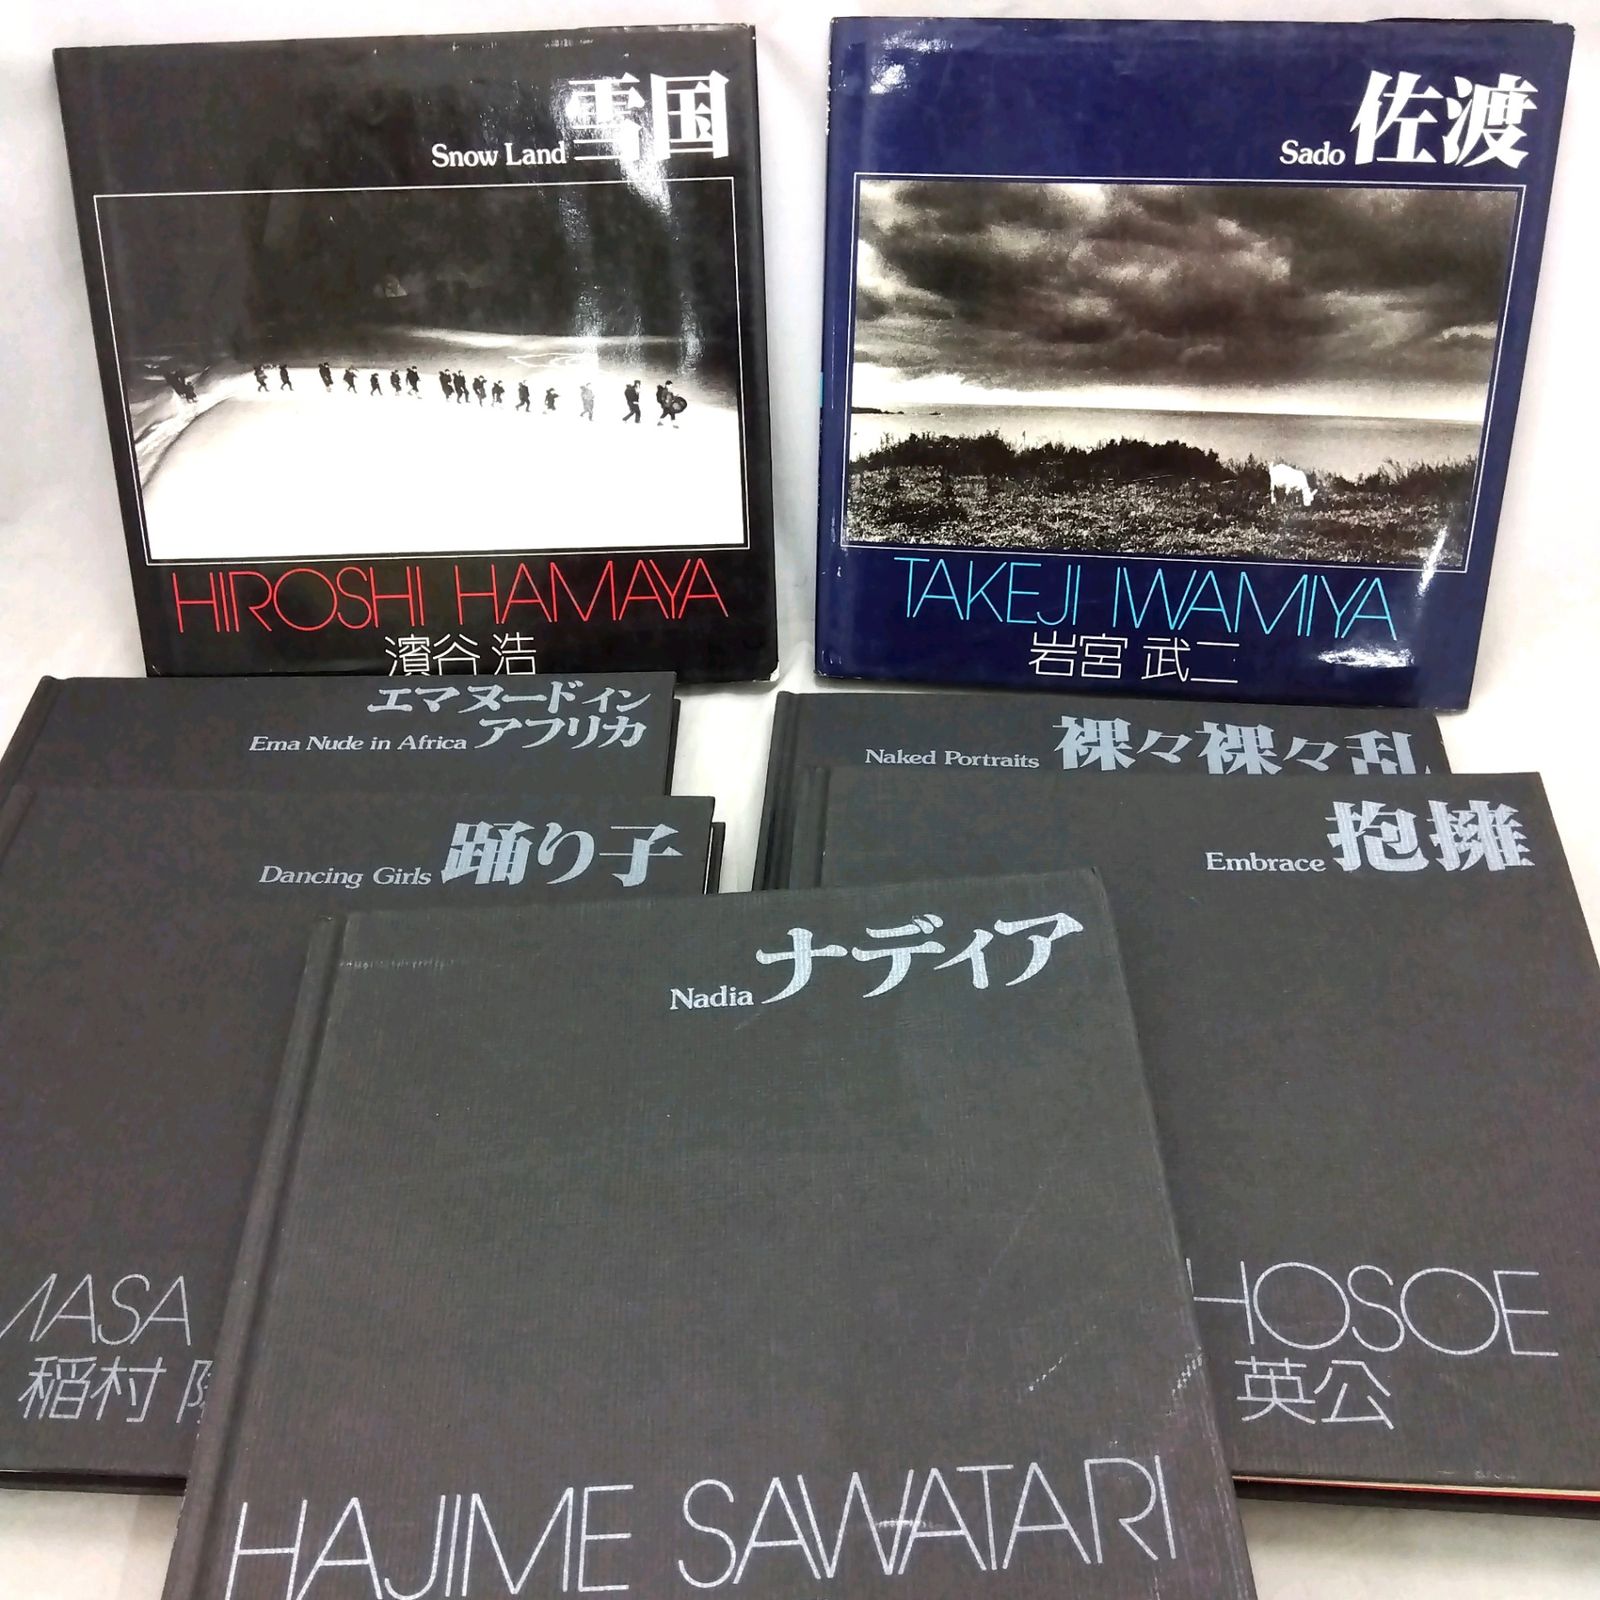 Snow Land 雪国
HIROSHI HAMAYA
濱谷 浩
Sado 佐渡
TAKEJI IWAMIYA
岩宮 武二
エマ ヌード イン
Ema Nude in Africa アフリカ
Naked Portraits 裸々裸々乱
Dancing Girls 踊り子
MASA
稲村
Embrace 抱擁
HOSOE
英公
Nadia ナディア
HAJIME SAWATARI